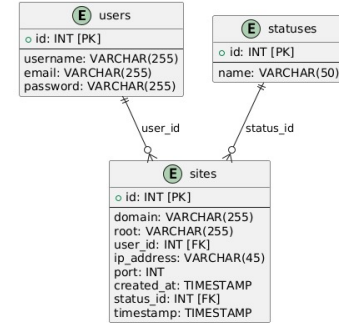 E users
id: INT [PK]
username: VARCHAR(255)
email: VARCHAR(255)
password: VARCHAR(255)
E statuses
id: INT [PK]
name: VARCHAR(50)
user_id
status_id
E sites
id: INT [PK]
domain: VARCHAR(255)
root: VARCHAR(255)
user_id: INT [FK]
ip_address: VARCHAR(45)
port: INT
created_at: TIMESTAMP
status_id: INT [FK]
timestamp: TIMESTAMP